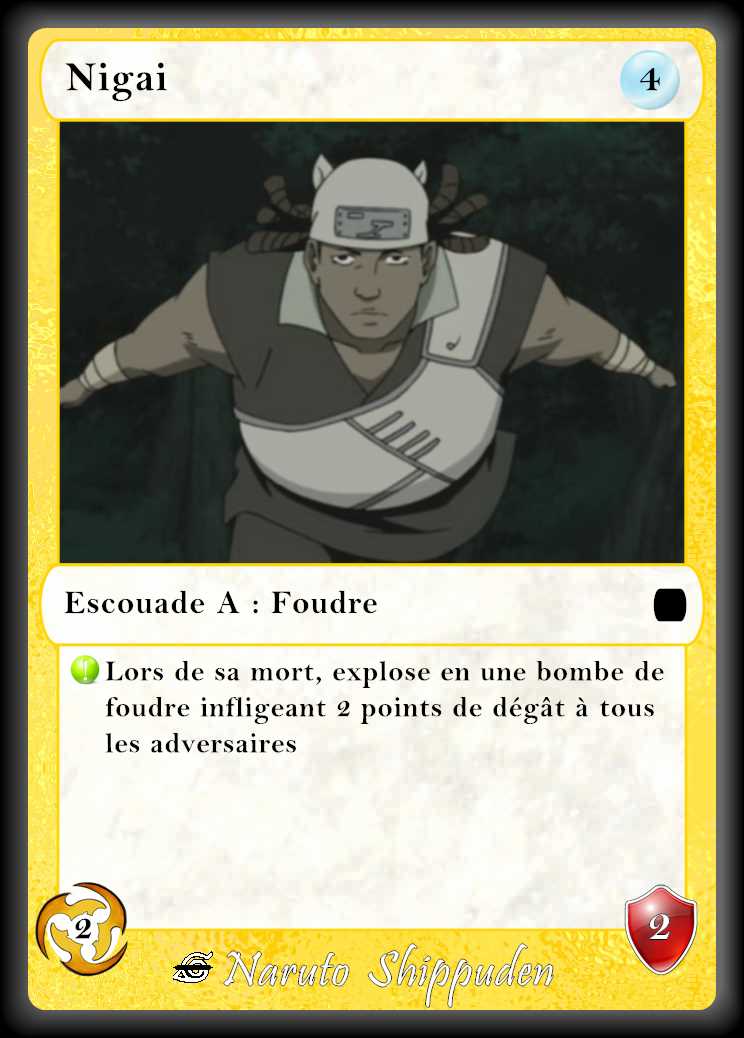 Nigai
4
Escouade A : Foudre
Lors de sa mort, explose en une bombe de
foudre infligeant 2 points de dégât à tous
les adversaires
2
2
Naruto Shippuden